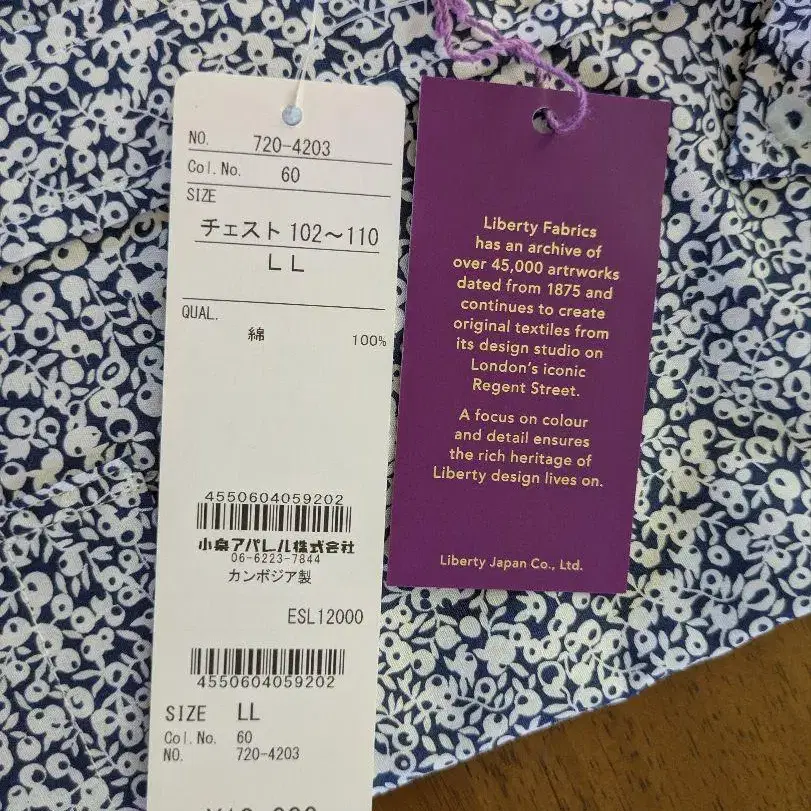 NO. 720-4203
Col.No. 60
SIZE
チェスト 102〜110
LL
QUAL.
綿 100%
4550604059202
小泉アパレル株式会社
06-6223-7844
カンボジア製
ESL12000
4550604059202
SIZE LL
Col.No. 60
NO. 720-4203
Liberty Fabrics
has an archive of
over 45,000 artrworks
dated from 1875 and
continues to create
original textiles from
its design studio on
London's iconic
Regent Street.
A focus on colour
and detail ensures
the rich heritage of
Liberty design lives on.
Liberty Japan Co., Ltd.